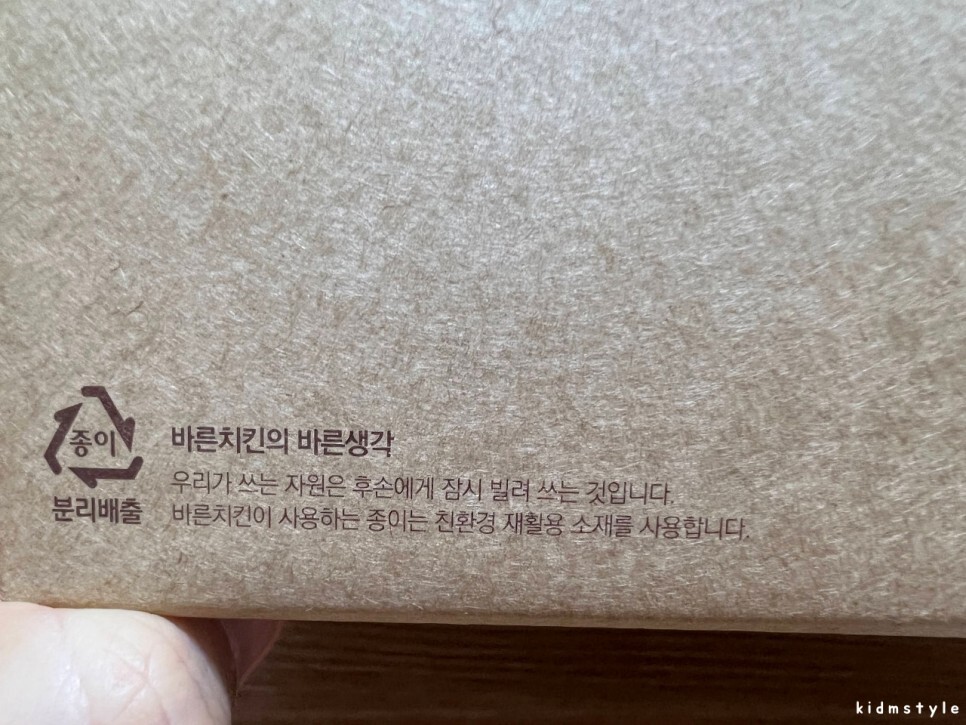 종이
분리배출
바른치킨의 바른생각
우리가 쓰는 자원은 후손에게 잠시 빌려 쓰는 것입니다.
바른치킨이 사용하는 종이는 친환경 재활용 소재를 사용합니다.
kidmstyle